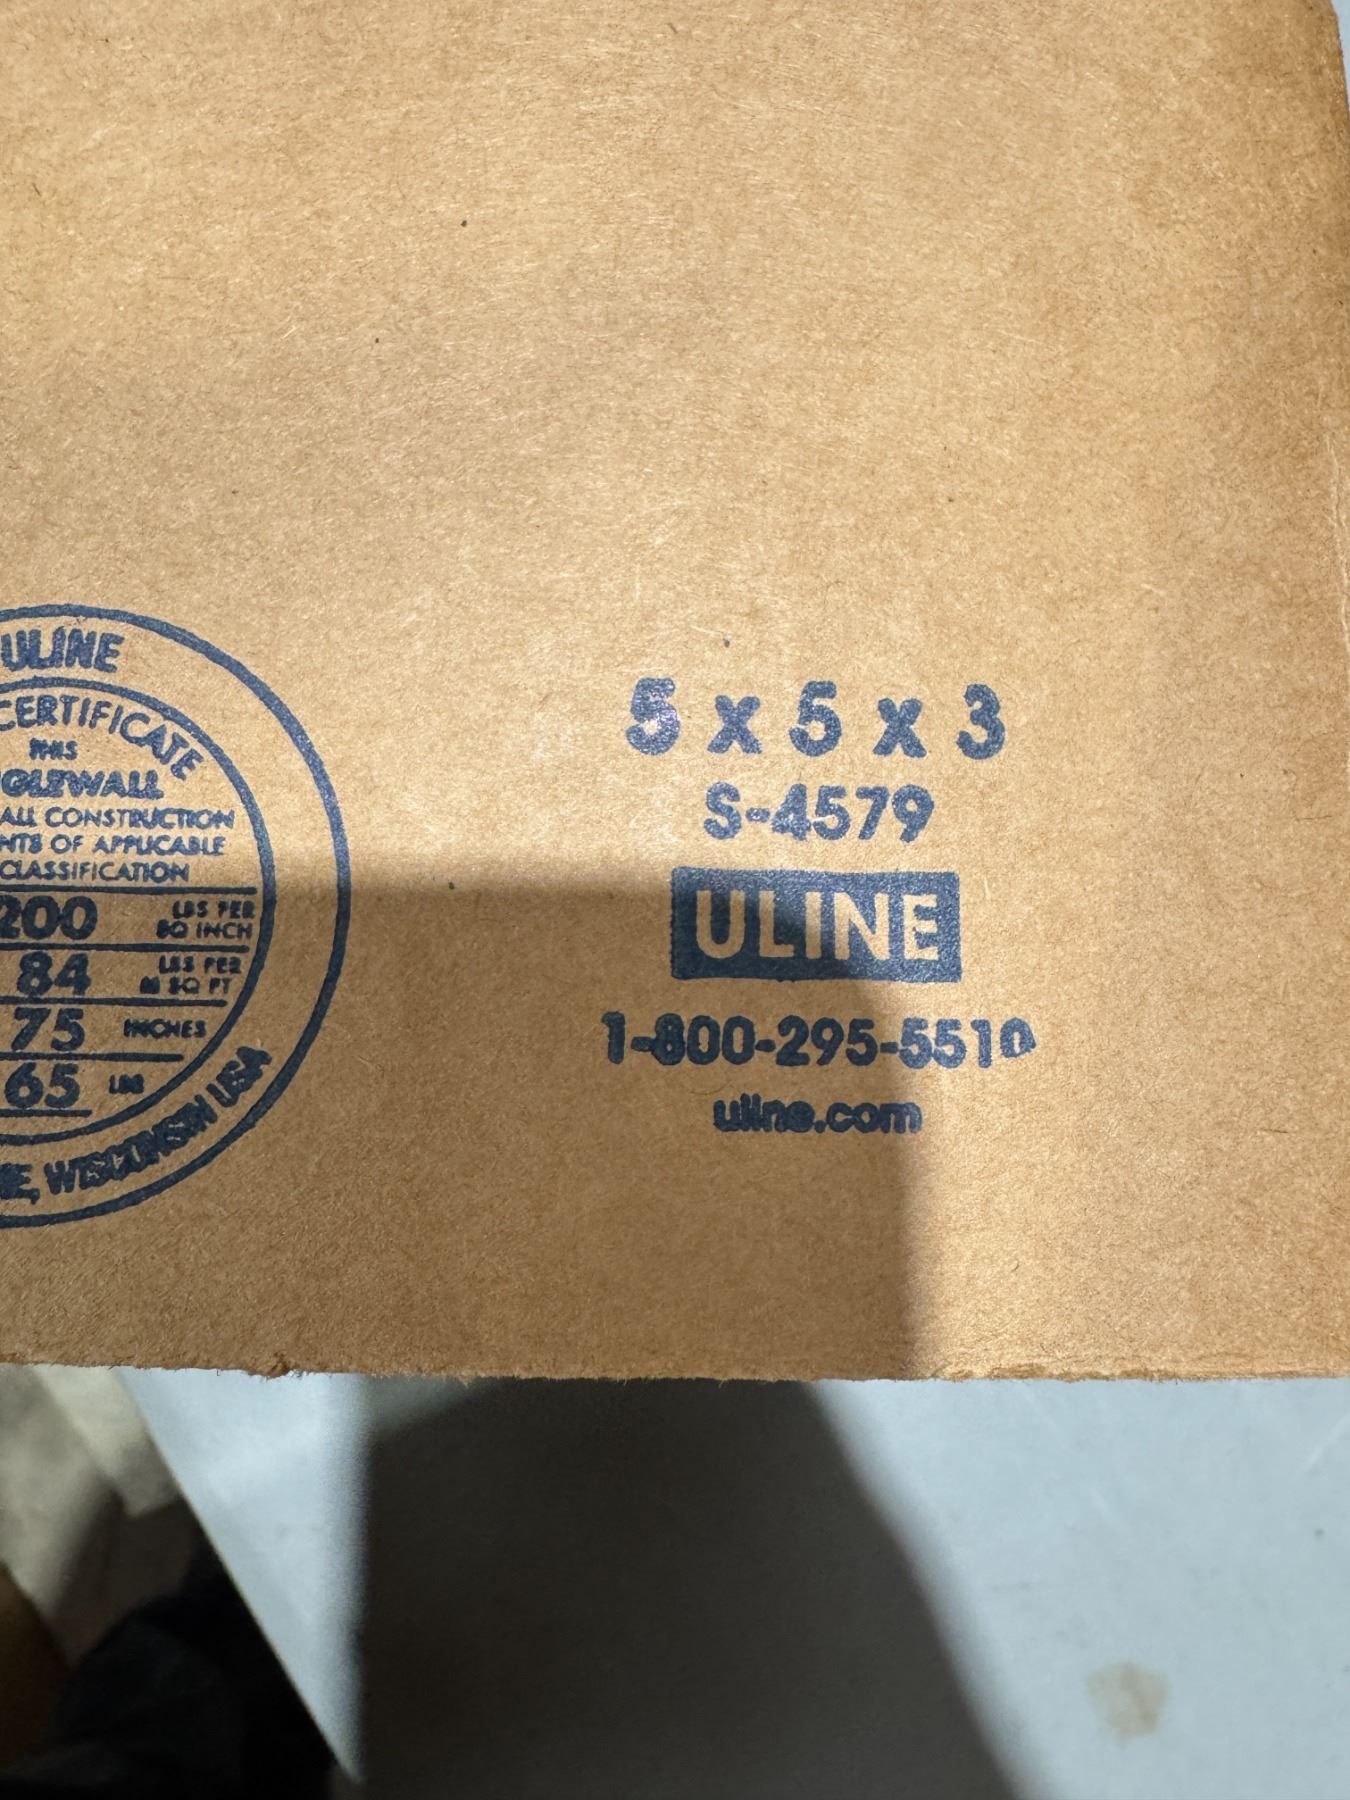 ULINE
CERTIFICATE
THIS
GLEWALL
ALL CONSTRUCTION
NTS OF APPLICABLE
CLASSIFICATION
200 LBS PER SQ INCH
84 LBS PER M SQ FT
75 INCHES
65 LBS
E, WISCONSIN USA
5 x 5 x 3
S-4579
ULINE
1-800-295-5510
uline.com